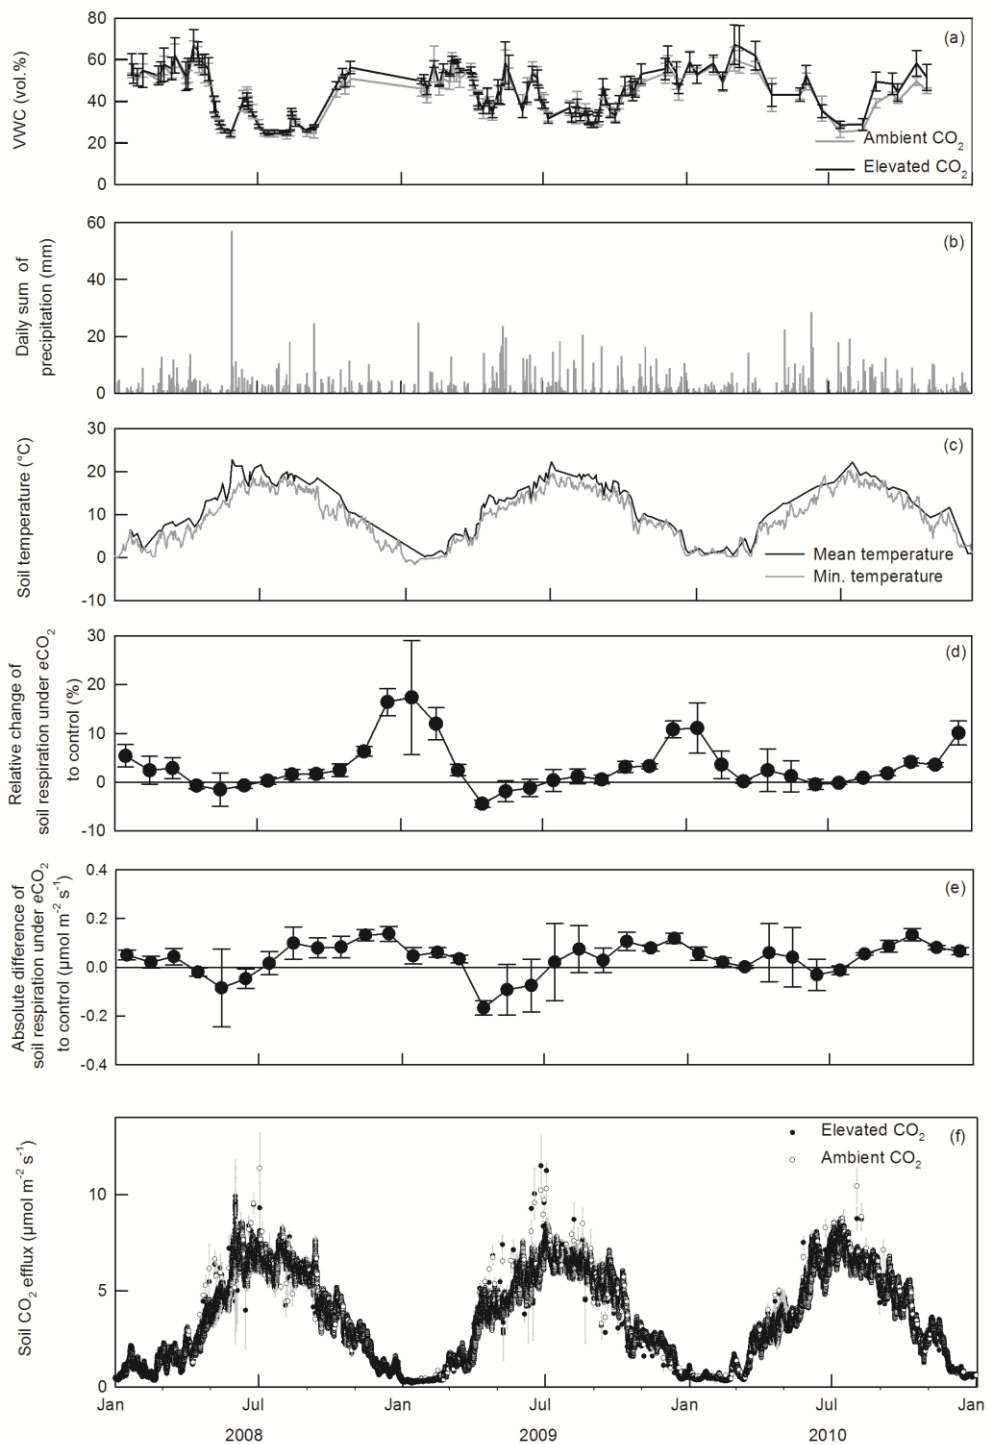 80
60
40
20
0
VWC (vol.%)
(a)
Ambient CO₂
Elevated CO₂
60
40
20
0
Daily sum of
precipitation (mm)
(b)
30
20
10
0
-10
Soil temperature (°C)
(c)
Mean temperature
Min. temperature
30
20
10
0
-10
Relative change of
soil respiration under eCO₂
to control (%)
(d)
0.4
0.2
0.0
-0.2
-0.4
Absolute difference of
soil respiration under eCO₂
to control (µmol m⁻² s⁻¹)
(e)
10
5
0
Soil CO₂ efflux (µmol m⁻² s⁻¹)
(f)
Elevated CO₂
Ambient CO₂
Jan Jul Jan Jul Jan Jul Jan
2008 2009 2010